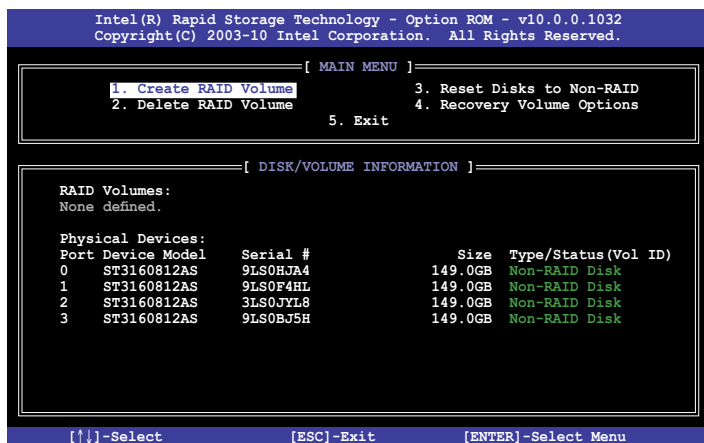 Intel(R) Rapid Storage Technology - Option ROM - v10.0.0.1032
Copyright(C) 2003-10 Intel Corporation. All Rights Reserved.
[ MAIN MENU ]
1. Create RAID Volume 3. Reset Disks to Non-RAID
2. Delete RAID Volume 4. Recovery Volume Options
5. Exit
[ DISK/VOLUME INFORMATION ]
RAID Volumes:
None defined.
Physical Devices:
Port Device Model Serial # Size Type/Status(Vol ID)
0 ST3160812AS 9LS0HJA4 149.0GB Non-RAID Disk
1 ST3160812AS 9LS0F4HL 149.0GB Non-RAID Disk
2 ST3160812AS 3LS0JYL8 149.0GB Non-RAID Disk
3 ST3160812AS 9LS0BJ5H 149.0GB Non-RAID Disk
[↑↓]-Select [ESC]-Exit [ENTER]-Select Menu